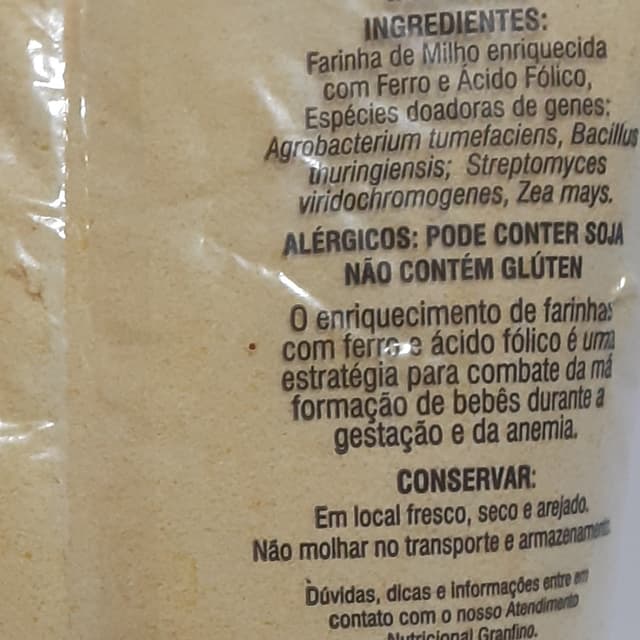 INGREDIENTES:
Farinha de Milho enriquecida
com Ferro e Ácido Fólico,
Espécies doadoras de genes:
Agrobacterium tumefaciens, Bacillus
thuringiensis; Streptomyces
viridochromogenes, Zea mays.
ALÉRGICOS: PODE CONTER SOJA
NÃO CONTÉM GLÚTEN
O enriquecimento de farinhas
com ferro e ácido fólico é uma
estratégia para combate da má
formação de bebês durante a
gestação e da anemia.
CONSERVAR:
Em local fresco, seco e arejado.
Não molhar no transporte e armazenamento.
Dúvidas, dicas e informações entre em
contato com o nosso Atendimento
Nutricional Granfino.